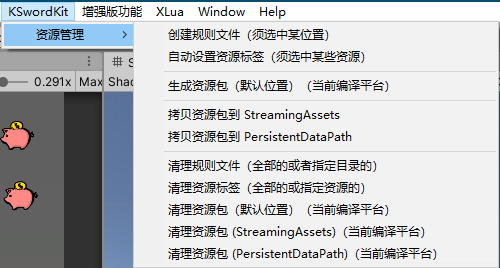 KSwordKit 增强版功能 XLua Window Help
资源管理
创建规则文件（须选中某位置）
自动设置资源标签（须选中某些资源）
生成资源包（默认位置）（当前编译平台）
拷贝资源包到 StreamingAssets
拷贝资源包到 PersistentDataPath
清理规则文件（全部的或者指定目录的）
清理资源标签（全部的或指定资源的）
清理资源包（默认位置）（当前编译平台）
清理资源包 (StreamingAssets)（当前编译平台）
清理资源包 (PersistentDataPath)（当前编译平台）
0.291x Max
S
Shad